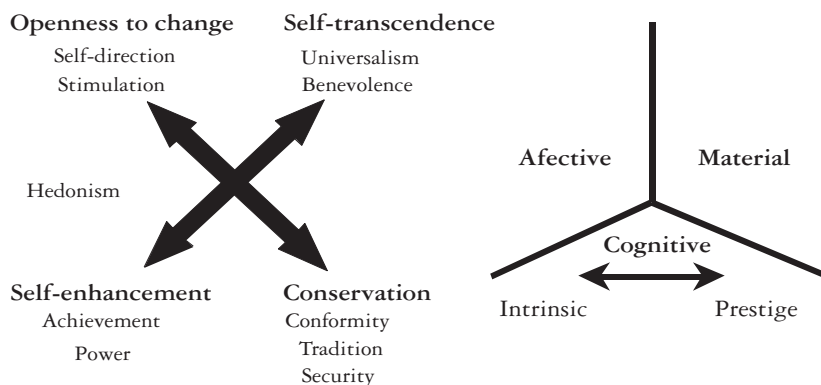 Openness to change
Self-transcendence
Self-direction
Universalism
Stimulation
Benevolence
Afective
Material
Hedonism
Cognitive
Self-enhancement
Conservation
Intrinsic
Prestige
Achievement
Conformity
Power
Tradition
Security